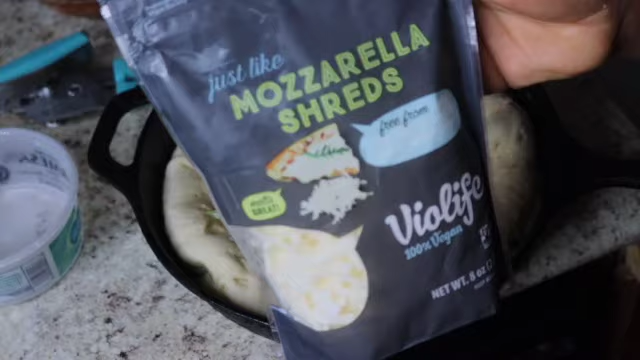 just like
MOZZARELLA
SHREDS
free from
melts
GREAT!
Violife
100% Vegan
NET WT. 8 oz